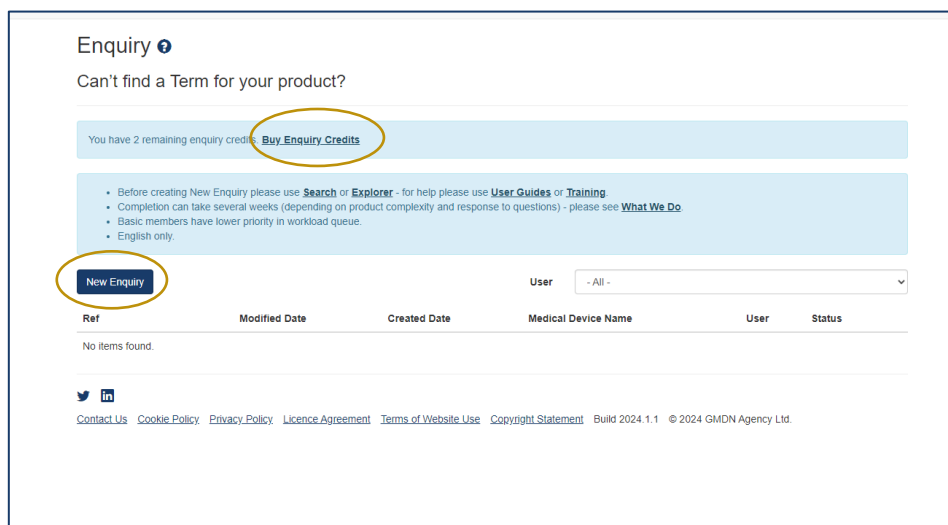 Enquiry ?
Can't find a Term for your product?
You have 2 remaining enquiry credits. Buy Enquiry Credits
Before creating New Enquiry please use Search or Explorer - for help please use User Guides or Training.
Completion can take several weeks (depending on product complexity and response to questions) - please see What We Do.
Basic members have lower priority in workload queue.
English only.
New Enquiry User - All -
Ref Modified Date Created Date Medical Device Name User Status
No items found.
in
Contact Us Cookie Policy Privacy Policy Licence Agreement Terms of Website Use Copyright Statement Build 2024.1.1 © 2024 GMDN Agency Ltd.